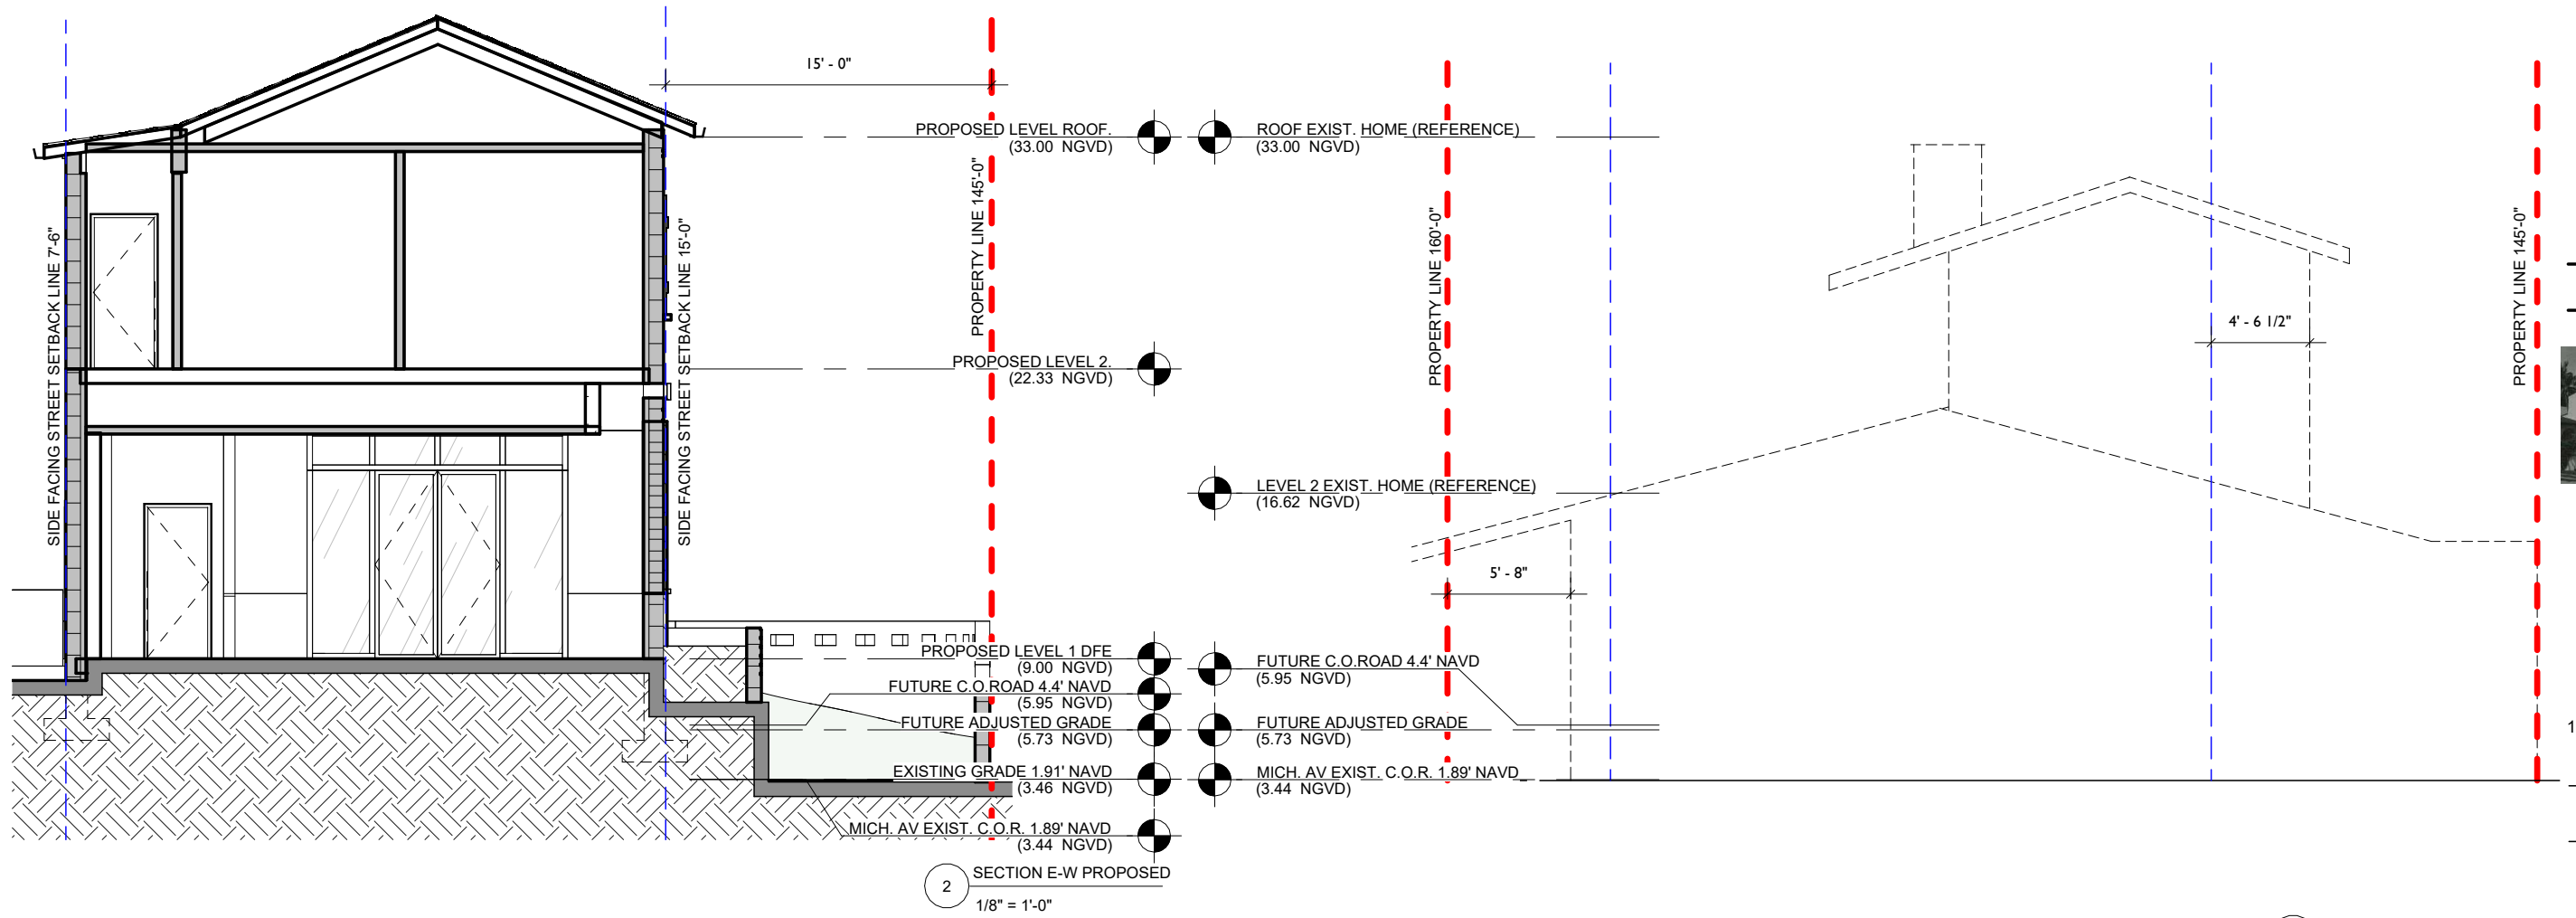 15' - 0"
PROPOSED LEVEL ROOF.
(33.00 NGVD)
ROOF EXIST. HOME (REFERENCE)
(33.00 NGVD)
SIDE FACING STREET SETBACK LINE 7'-6"
SIDE FACING STREET SETBACK LINE 15'-0"
PROPERTY LINE 145'-0"
PROPERTY LINE 160'-0"
PROPERTY LINE 145'-0"
4' - 6 1/2"
PROPOSED LEVEL 2.
(22.33 NGVD)
LEVEL 2 EXIST. HOME (REFERENCE)
(16.62 NGVD)
5' - 8"
PROPOSED LEVEL 1 DFE
(9.00 NGVD)
FUTURE C.O.ROAD 4.4' NAVD
(5.95 NGVD)
FUTURE C.O.ROAD 4.4' NAVD
(5.95 NGVD)
FUTURE ADJUSTED GRADE
(5.73 NGVD)
FUTURE ADJUSTED GRADE
(5.73 NGVD)
EXISTING GRADE 1.91' NAVD
(3.46 NGVD)
MICH. AV EXIST. C.O.R. 1.89' NAVD
(3.44 NGVD)
MICH. AV EXIST. C.O.R. 1.89' NAVD
(3.44 NGVD)
2
SECTION E-W PROPOSED
1/8" = 1'-0"
1